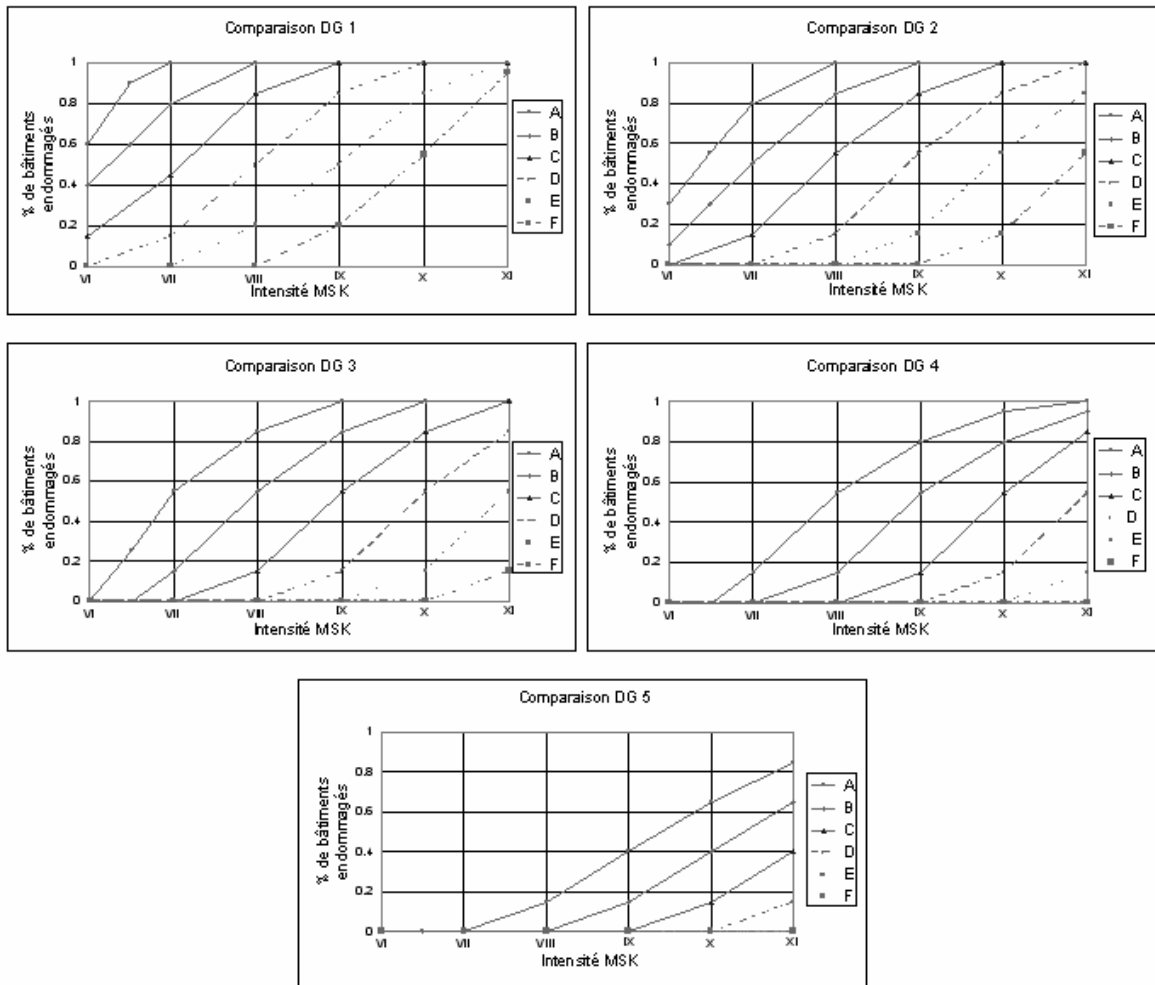 Comparaison DG 1
% de bâtiments
endommagés
1
0.8
0.6
0.4
0.2
0
VI VII VIII IX X XI
Intensité MSK
A
B
C
D
E
F
Comparaison DG 2
% de bâtiments
endommagés
1
0.8
0.6
0.4
0.2
0
VI VII VIII IX X XI
Intensité MSK
A
B
C
D
E
F
Comparaison DG 3
% de bâtiments
endommagés
1
0.8
0.6
0.4
0.2
0
VI VII VIII IX X XI
Intensité MSK
A
B
C
D
E
F
Comparaison DG 4
% de bâtiments
endommagés
1
0.8
0.6
0.4
0.2
0
VI VII VIII IX X XI
Intensité MSK
A
B
C
D
E
F
Comparaison DG 5
% de bâtiments
endommagés
1
0.8
0.6
0.4
0.2
0
VI VII VIII IX X XI
Intensité MSK
A
B
C
D
E
F